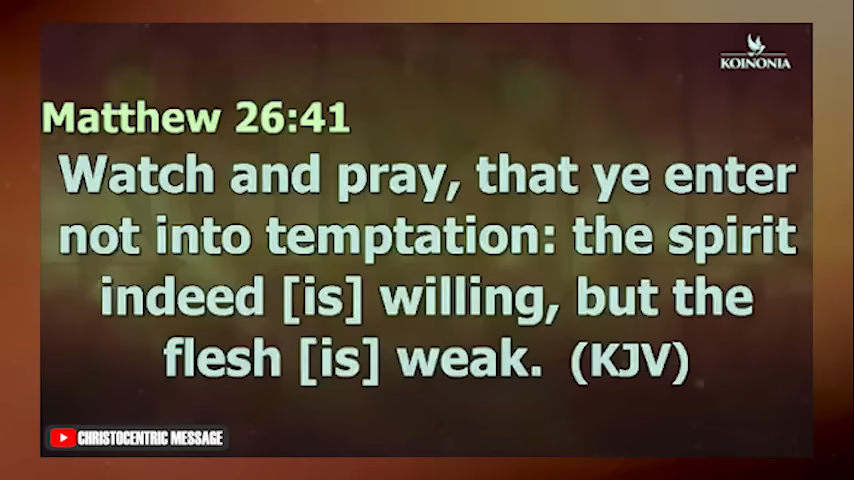 KOINONIA
Matthew 26:41
Watch and pray, that ye enter
not into temptation: the spirit
indeed [is] willing, but the
flesh [is] weak. (KJV)
CHRISTOCENTRIC MESSAGE